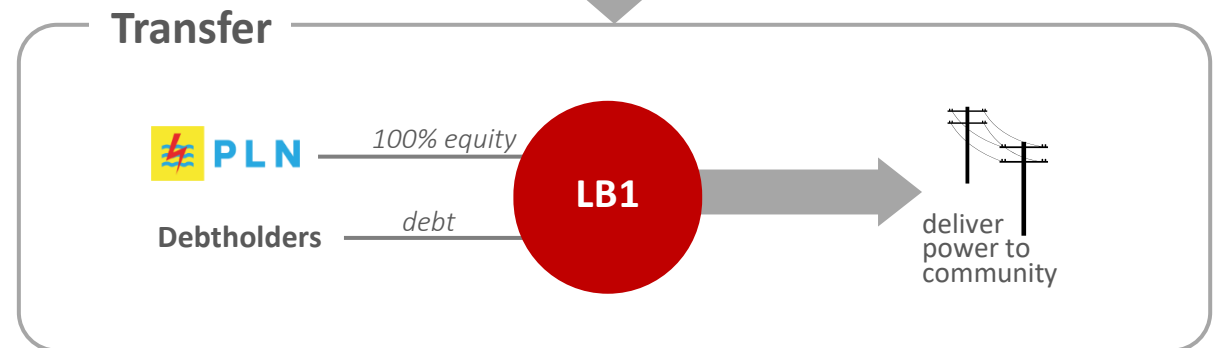 Transfer
PLN
100% equity
Debtholders
debt
LB1
deliver
power to
community